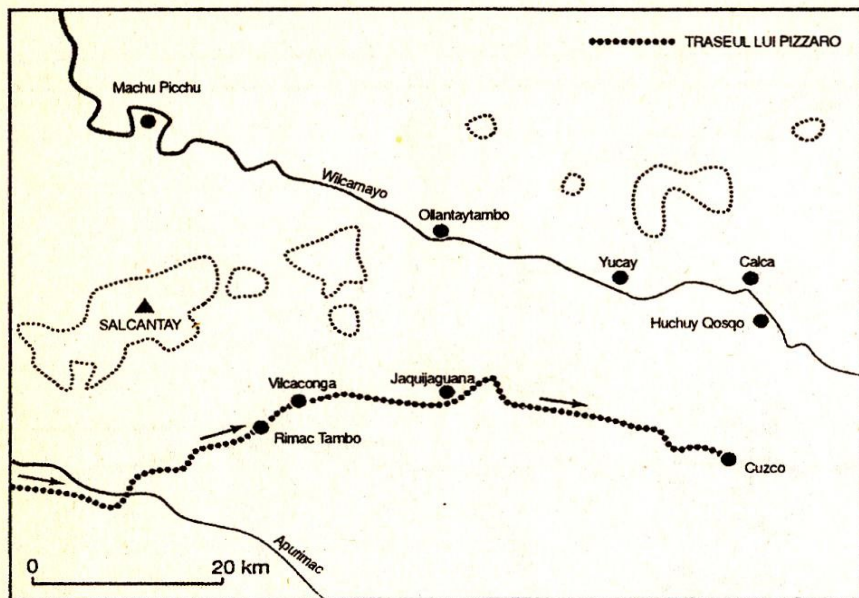 TRASEUL LUI PIZZARO
Machu Picchu
Wilcamayo
Ollantaytambo
Yucay
Calca
SALCANTAY
Huchuy Qosqo
Vilcaconga
Jaquijaguana
Rimac Tambo
Cuzco
Apurimac
0 20 km